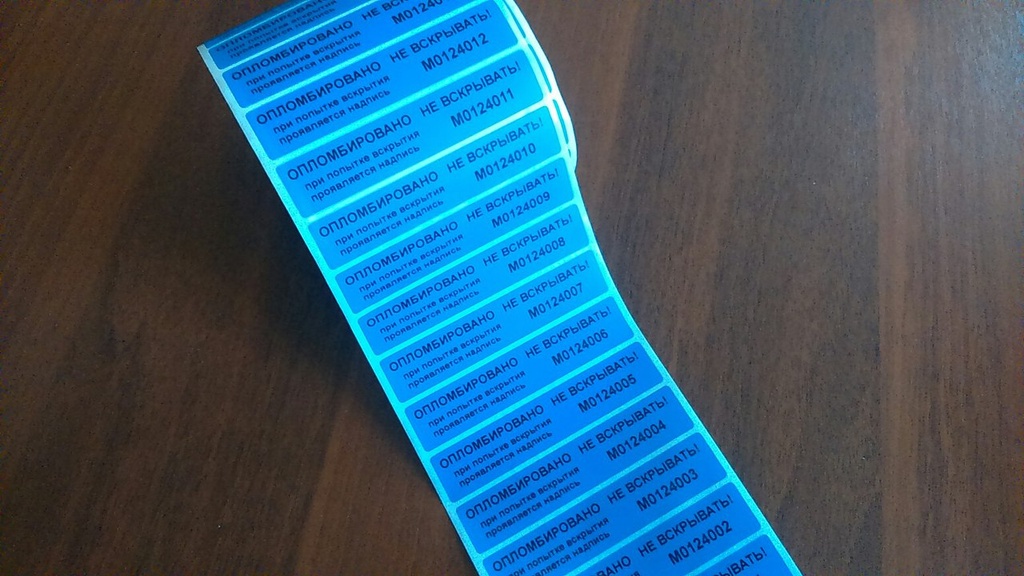 ОПЛОМБИРОВАНО
при попытке вскрытия
проявляется надпись
ОПЛОМБИРОВАНО НЕ
при попытке вскрытия
проявляется надпись
ОПЛОМБИРОВАНО НЕ ВСКРЫВАТЬ!
при попытке вскрытия M0124012
проявляется надпись
ОПЛОМБИРОВАНО НЕ ВСКРЫВАТЬ!
при попытке вскрытия M0124011
проявляется надпись
ОПЛОМБИРОВАНО НЕ ВСКРЫВАТЬ!
при попытке вскрытия M0124010
проявляется надпись
ОПЛОМБИРОВАНО НЕ ВСКРЫВАТЬ!
при попытке вскрытия M0124009
проявляется надпись
ОПЛОМБИРОВАНО НЕ ВСКРЫВАТЬ!
при попытке вскрытия M0124008
проявляется надпись
ОПЛОМБИРОВАНО НЕ ВСКРЫВАТЬ!
при попытке вскрытия M0124007
проявляется надпись
ОПЛОМБИРОВАНО НЕ ВСКРЫВАТЬ!
при попытке вскрытия M0124006
проявляется надпись
ОПЛОМБИРОВАНО НЕ ВСКРЫВАТЬ!
при попытке вскрытия M0124005
проявляется надпись
ОПЛОМБИРОВАНО НЕ ВСКРЫВАТЬ!
при попытке вскрытия M0124004
проявляется надпись
ОПЛОМБИРОВАНО НЕ ВСКРЫВАТЬ!
при попытке вскрытия M0124003
НЕ ВСКРЫВАТЬ!
M0124002